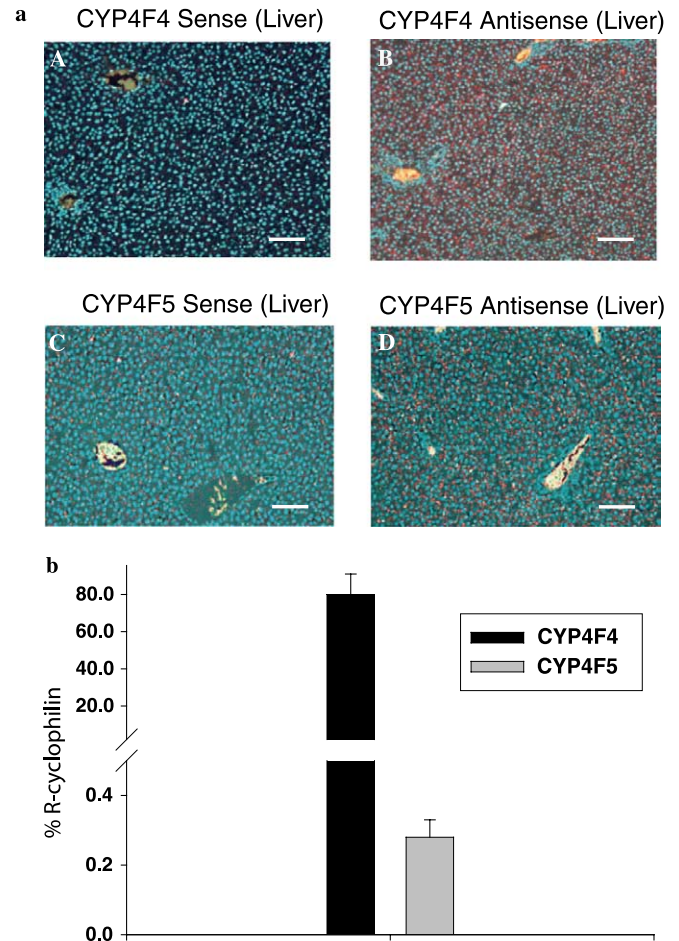 a
CYP4F4 Sense (Liver)
CYP4F4 Antisense (Liver)
A
B
CYP4F5 Sense (Liver)
CYP4F5 Antisense (Liver)
C
D
b
80.0
60.0
40.0
20.0
0.4
0.2
0.0
% R-cyclophilin
CYP4F4
CYP4F5